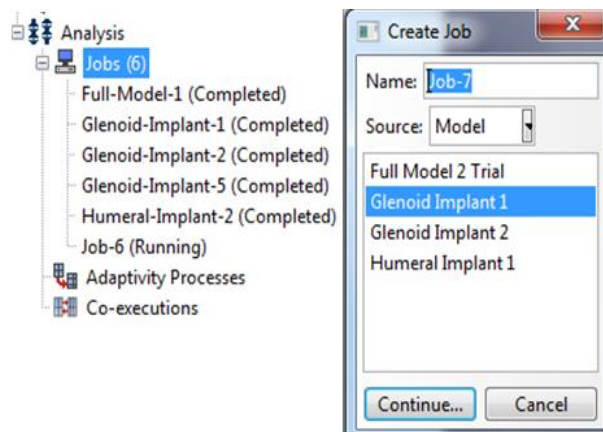 Analysis
Jobs (6)
Full-Model-1 (Completed)
Glenoid-Implant-1 (Completed)
Glenoid-Implant-2 (Completed)
Glenoid-Implant-5 (Completed)
Humeral-Implant-2 (Completed)
Job-6 (Running)
Adaptivity Processes
Co-executions
Create Job
Name: Job-7
Source: Model
Full Model 2 Trial
Glenoid Implant 1
Glenoid Implant 2
Humeral Implant 1
Continue... Cancel